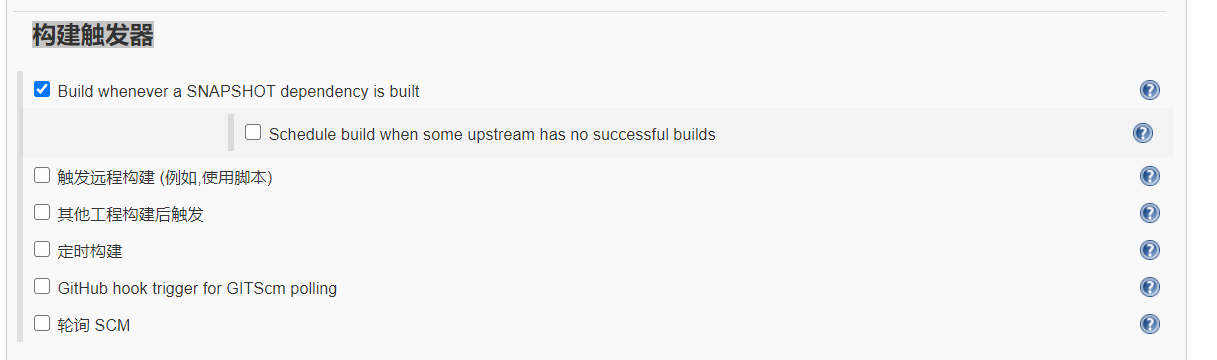 构建触发器
Build whenever a SNAPSHOT dependency is built
Schedule build when some upstream has no successful builds
触发远程构建 (例如,使用脚本)
其他工程构建后触发
定时构建
GitHub hook trigger for GITScm polling
轮询 SCM